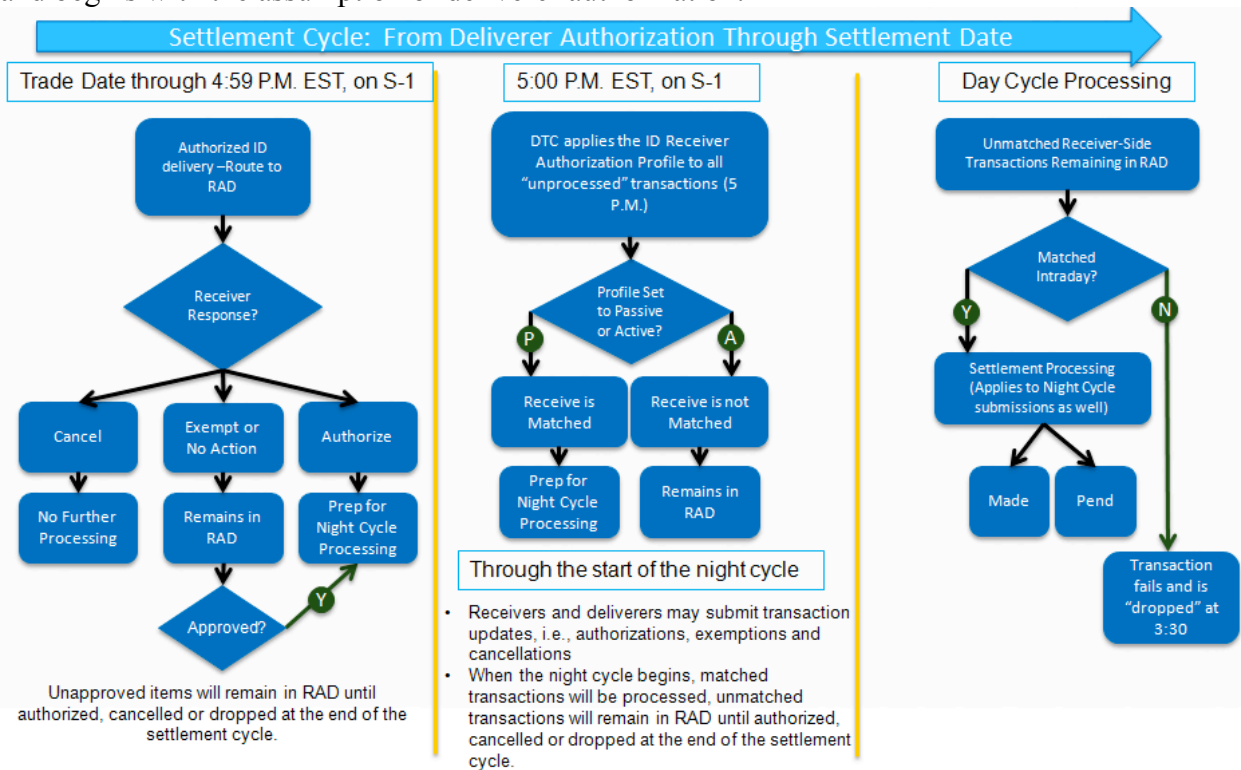 Settlement Cycle: From Deliverer Authorization Through Settlement Date
Trade Date through 4:59 P.M. EST, on S-1
Authorized ID
delivery –Route to
RAD
Receiver
Response?
Cancel
Exempt or
No Action
Authorize
No Further
Processing
Remains in
RAD
Prep for
Night Cycle
Processing
Y
Approved?
Unapproved items will remain in RAD until
authorized, cancelled or dropped at the end of the
settlement cycle.
5:00 P.M. EST, on S-1
DTC applies the ID Receiver
Authorization Profile to all
“unprocessed” transactions (5
P.M.)
Profile Set
to Passive
or Active?
P
A
Receive is
Matched
Receive is not
Matched
Prep for
Night Cycle
Processing
Remains in
RAD
Through the start of the night cycle
• Receivers and deliverers may submit transaction
updates, i.e., authorizations, exemptions and
cancellations
• When the night cycle begins, matched
transactions will be processed, unmatched
transactions will remain in RAD until authorized,
cancelled or dropped at the end of the settlement
cycle.
Day Cycle Processing
Unmatched Receiver-Side
Transactions Remaining in RAD
Matched
Intraday?
Y
N
Settlement Processing
(Applies to Night Cycle
submissions as well)
Made
Pend
Transaction
fails and is
“dropped” at
3:30